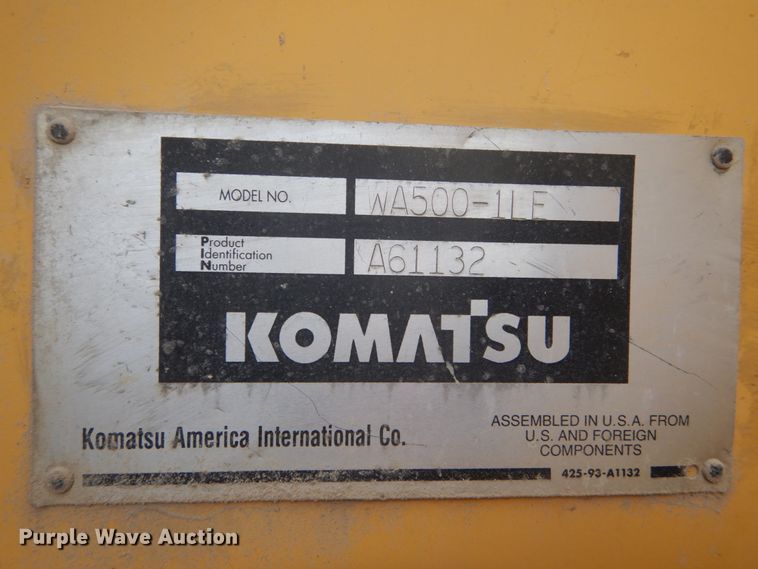 MODEL NO. WA500-1LE
Product
Identification
Number
A61132
KOMATSU
Komatsu America International Co.
ASSEMBLED IN U.S.A. FROM
U.S. AND FOREIGN
COMPONENTS
425-93-A1132
Purple Wave Auction